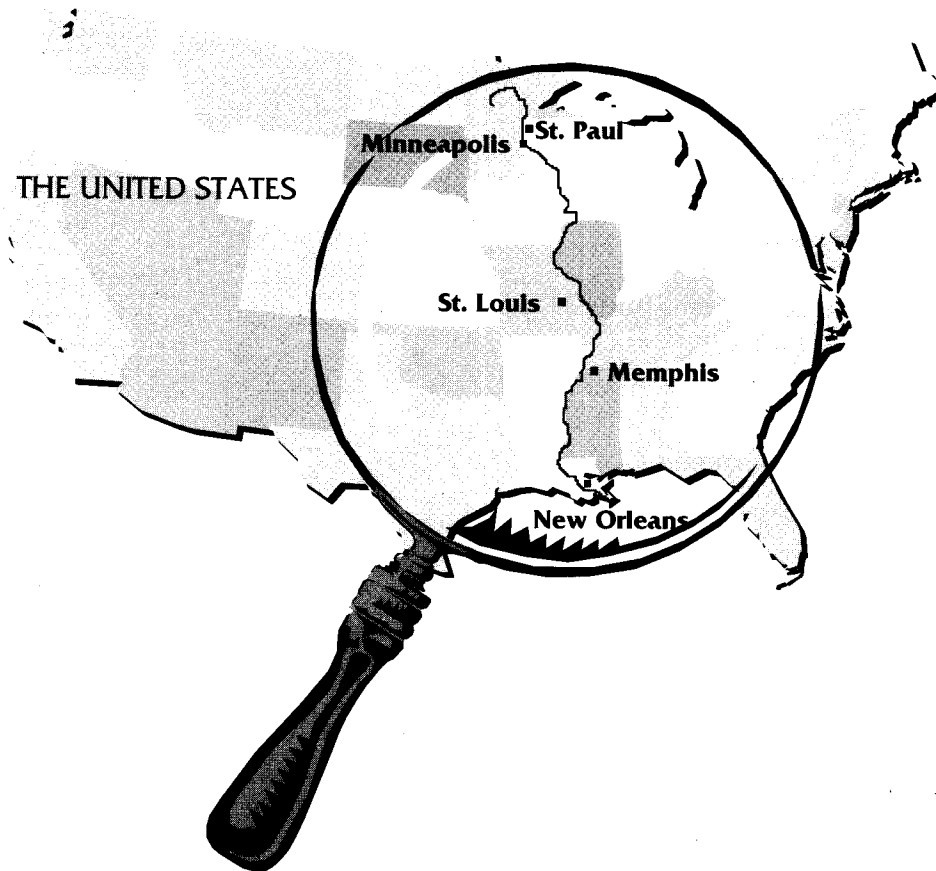 St. Paul
Minneapolis
THE UNITED STATES
St. Louis
Memphis
New Orleans